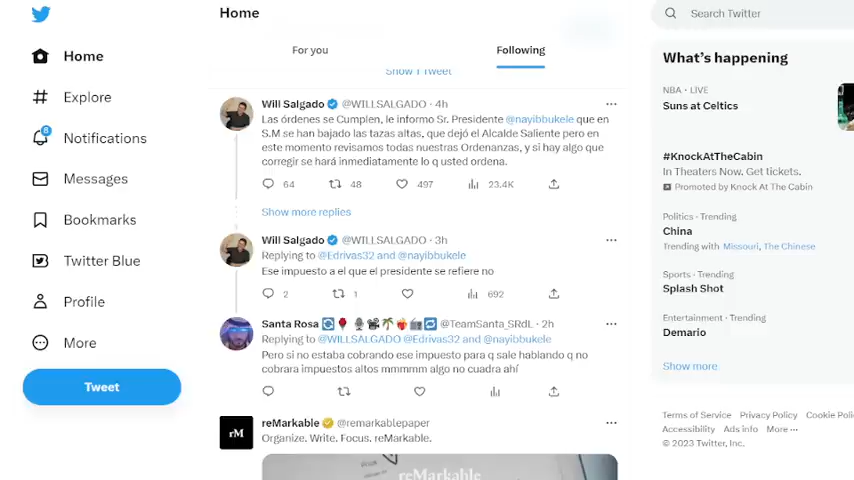 Home
Explore
8
Notifications
Messages
Bookmarks
Twitter Blue
Profile
More
Tweet
Home
For you
Following
Show 1 Tweet
Will Salgado @WILLSALGADO · 4h
Las órdenes se Cumplen, le informo Sr. Presidente @nayibbukele que en
S.M se han bajado las tazas altas, que dejó el Alcalde Saliente pero en
este momento revisamos todas nuestras Ordenanzas, y si hay algo que
corregir se hará inmediatamente lo q usted ordena.
64 48 497 23.4K
Show more replies
Will Salgado @WILLSALGADO · 3h
Replying to @Edrivas32 and @nayibbukele
Ese impuesto a el que el presidente se refiere no
2 1 692
Santa Rosa @TeamSanta_SRdL · 2h
Replying to @WILLSALGADO @Edrivas32 and @nayibbukele
Pero si no estaba cobrando ese impuesto para q sale hablando q no
cobrara impuestos altos mmmmm algo no cuadra ahí
rM
reMarkable @remarkablepaper
Organize. Write. Focus. reMarkable.
reMarkable
Search Twitter
What's happening
NBA · LIVE
Suns at Celtics
#KnockAtTheCabin
In Theaters Now. Get tickets.
Promoted by Knock At The Cabin
Politics · Trending
China
Trending with Missouri, The Chinese
Sports · Trending
Splash Shot
Entertainment · Trending
Demario
Show more
Terms of Service Privacy Policy Cookie Poli
Accessibility Ads info More ···
© 2023 Twitter, Inc.